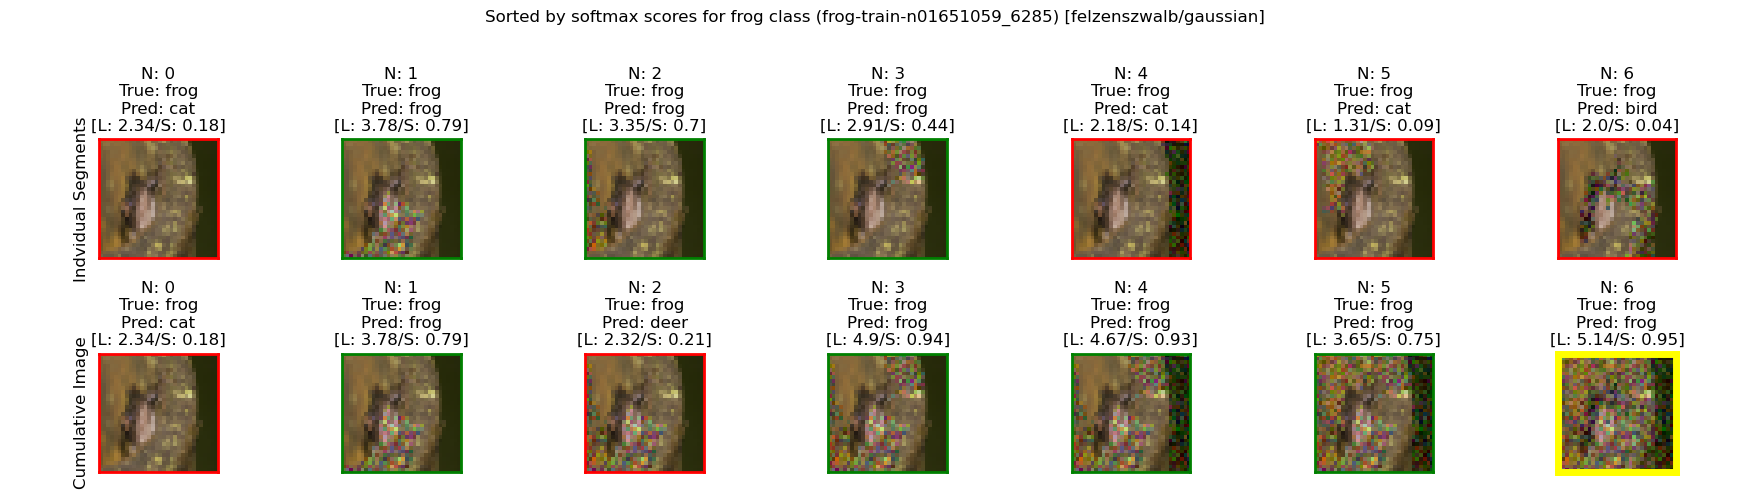 Sorted by softmax scores for frog class (frog-train-n01651059_6285) [felzenszwalb/gaussian]
Indvidual Segments
N: 0
True: frog
Pred: cat
[L: 2.34/S: 0.18]
N: 1
True: frog
Pred: frog
[L: 3.78/S: 0.79]
N: 2
True: frog
Pred: frog
[L: 3.35/S: 0.7]
N: 3
True: frog
Pred: frog
[L: 2.91/S: 0.44]
N: 4
True: frog
Pred: cat
[L: 2.18/S: 0.14]
N: 5
True: frog
Pred: cat
[L: 1.31/S: 0.09]
N: 6
True: frog
Pred: bird
[L: 2.0/S: 0.04]
Cumulative Image
N: 0
True: frog
Pred: cat
[L: 2.34/S: 0.18]
N: 1
True: frog
Pred: frog
[L: 3.78/S: 0.79]
N: 2
True: frog
Pred: deer
[L: 2.32/S: 0.21]
N: 3
True: frog
Pred: frog
[L: 4.9/S: 0.94]
N: 4
True: frog
Pred: frog
[L: 4.67/S: 0.93]
N: 5
True: frog
Pred: frog
[L: 3.65/S: 0.75]
N: 6
True: frog
Pred: frog
[L: 5.14/S: 0.95]